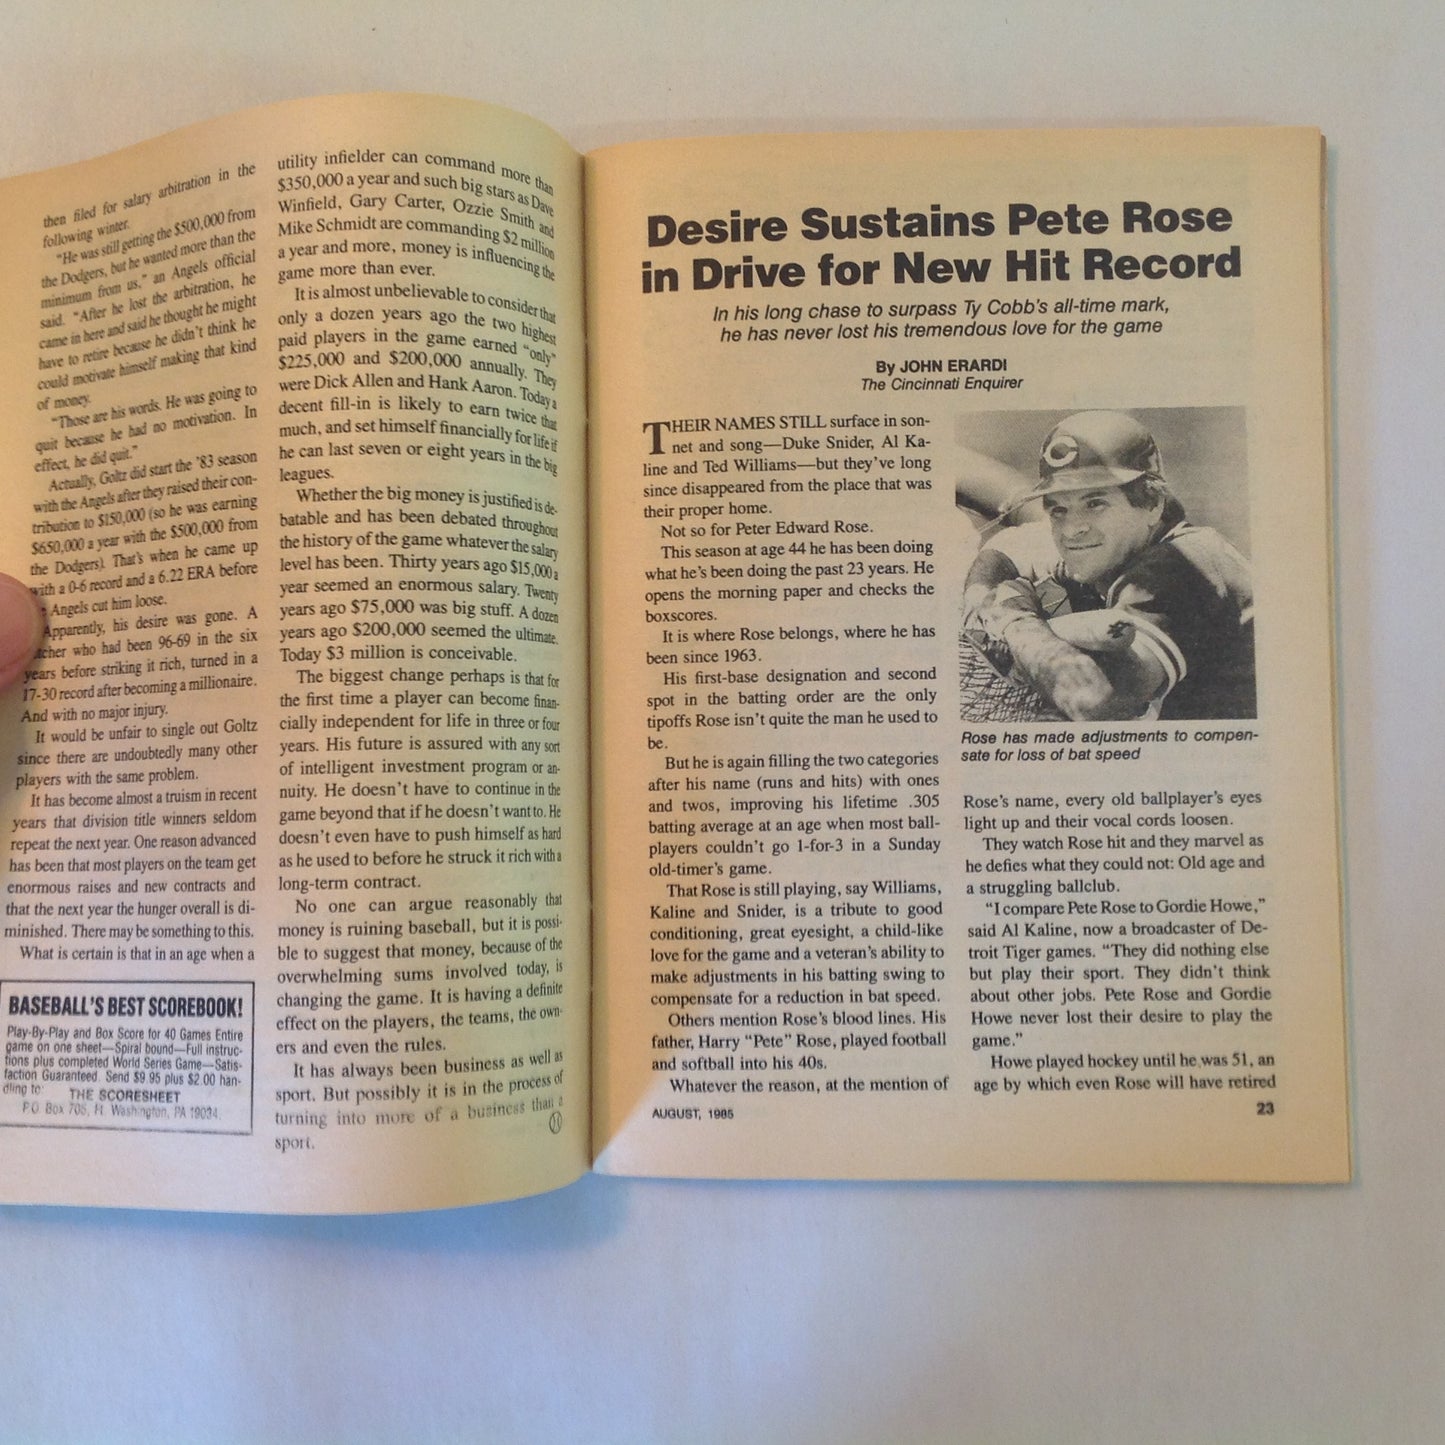 then filed for salary arbitration in the
following winter.
"He was still getting the $500,000 from
the Dodgers, but he wanted more than the
minimum from us," an Angels official
said. "After he lost the arbitration, he
came in here and said he thought he might
have to retire because he didn't think he
could motivate himself making that kind
of money.
"Those are his words. He was going to
quit because he had no motivation. In
effect, he did quit."
Actually, Goltz did start the '83 season
with the Angels after they raised their con-
tribution to $150,000 (so he was earning
$650,000 a year with the $500,000 from
the Dodgers). That's when he came up
with a 0-6 record and a 6.22 ERA before
Angels cut him loose.
Apparently, his desire was gone. A
who had been 96-69 in the six
years before striking it rich, turned in a
17-30 record after becoming a millionaire.
And with no major injury.
It would be unfair to single out Goltz
since there are undoubtedly many other
players with the same problem.
It has become almost a truism in recent
years that division title winners seldom
repeat the next year. One reason advanced
has been that most players on the team get
enormous raises and new contracts and
that the next year the hunger overall is di-
minished. There may be something to this.
What is certain is that in an age when a
BASEBALL'S BEST SCOREBOOK!
Play-By-Play and Box Score for 40 Games Entire
game on one sheet—Spiral bound—Full instruc-
tions plus completed World Series Game—Satis-
faction Guaranteed. Send $9.95 plus $2.00 han-
dling to: THE SCORESHEET
P.O. Box 705, Ft. Washington, PA 19034.
utility infielder can command more than
$350,000 a year and such big stars as Dave
Winfield, Gary Carter, Ozzie Smith and
Mike Schmidt are commanding $2 million
a year and more, money is influencing the
game more than ever.
It is almost unbelievable to consider that
only a dozen years ago the two highest
paid players in the game earned "only"
$225,000 and $200,000 annually. They
were Dick Allen and Hank Aaron. Today a
decent fill-in is likely to earn twice that
much, and set himself financially for life if
he can last seven or eight years in the big
leagues.
Whether the big money is justified is de-
batable and has been debated throughout
the history of the game whatever the salary
level has been. Thirty years ago $15,000 a
year seemed an enormous salary. Twenty
years ago $75,000 was big stuff. A dozen
years ago $200,000 seemed the ultimate.
Today $3 million is conceivable.
The biggest change perhaps is that for
the first time a player can become finan-
cially independent for life in three or four
years. His future is assured with any sort
of intelligent investment program or an-
nuity. He doesn't have to continue in the
game beyond that if he doesn't want to. He
doesn't even have to push himself as hard
as he used to before he struck it rich with a
long-term contract.
No one can argue reasonably that
money is ruining baseball, but it is possi-
ble to suggest that money, because of the
overwhelming sums involved today, is
changing the game. It is having a definite
effect on the players, the teams, the own-
ers and even the rules.
It has always been business as well as
sport. But possibly it is in the process of
turning into more of a business than a
sport.
Desire Sustains Pete Rose
in Drive for New Hit Record
In his long chase to surpass Ty Cobb's all-time mark,
he has never lost his tremendous love for the game
By JOHN ERARDI
The Cincinnati Enquirer
THEIR NAMES STILL surface in son-
net and song—Duke Snider, Al Ka-
line and Ted Williams—but they've long
since disappeared from the place that was
their proper home.
Not so for Peter Edward Rose.
This season at age 44 he has been doing
what he's been doing the past 23 years. He
opens the morning paper and checks the
boxscores.
It is where Rose belongs, where he has
been since 1963.
His first-base designation and second
spot in the batting order are the only
tipoffs Rose isn't quite the man he used to
be.
But he is again filling the two categories
after his name (runs and hits) with ones
and twos, improving his lifetime .305
batting average at an age when most ball-
players couldn't go 1-for-3 in a Sunday
old-timer's game.
That Rose is still playing, say Williams,
Kaline and Snider, is a tribute to good
conditioning, great eyesight, a child-like
love for the game and a veteran's ability to
make adjustments in his batting swing to
compensate for a reduction in bat speed.
Others mention Rose's blood lines. His
father, Harry "Pete" Rose, played football
and softball into his 40s.
Whatever the reason, at the mention of
C
Rose has made adjustments to compen-
sate for loss of bat speed
Rose's name, every old ballplayer's eyes
light up and their vocal cords loosen.
They watch Rose hit and they marvel as
he defies what they could not: Old age and
a struggling ballclub.
"I compare Pete Rose to Gordie Howe,"
said Al Kaline, now a broadcaster of De-
troit Tiger games. "They did nothing else
but play their sport. They didn't think
about other jobs. Pete Rose and Gordie
Howe never lost their desire to play the
game."
Howe played hockey until he was 51, an
age by which even Rose will have retired
AUGUST, 1985
23